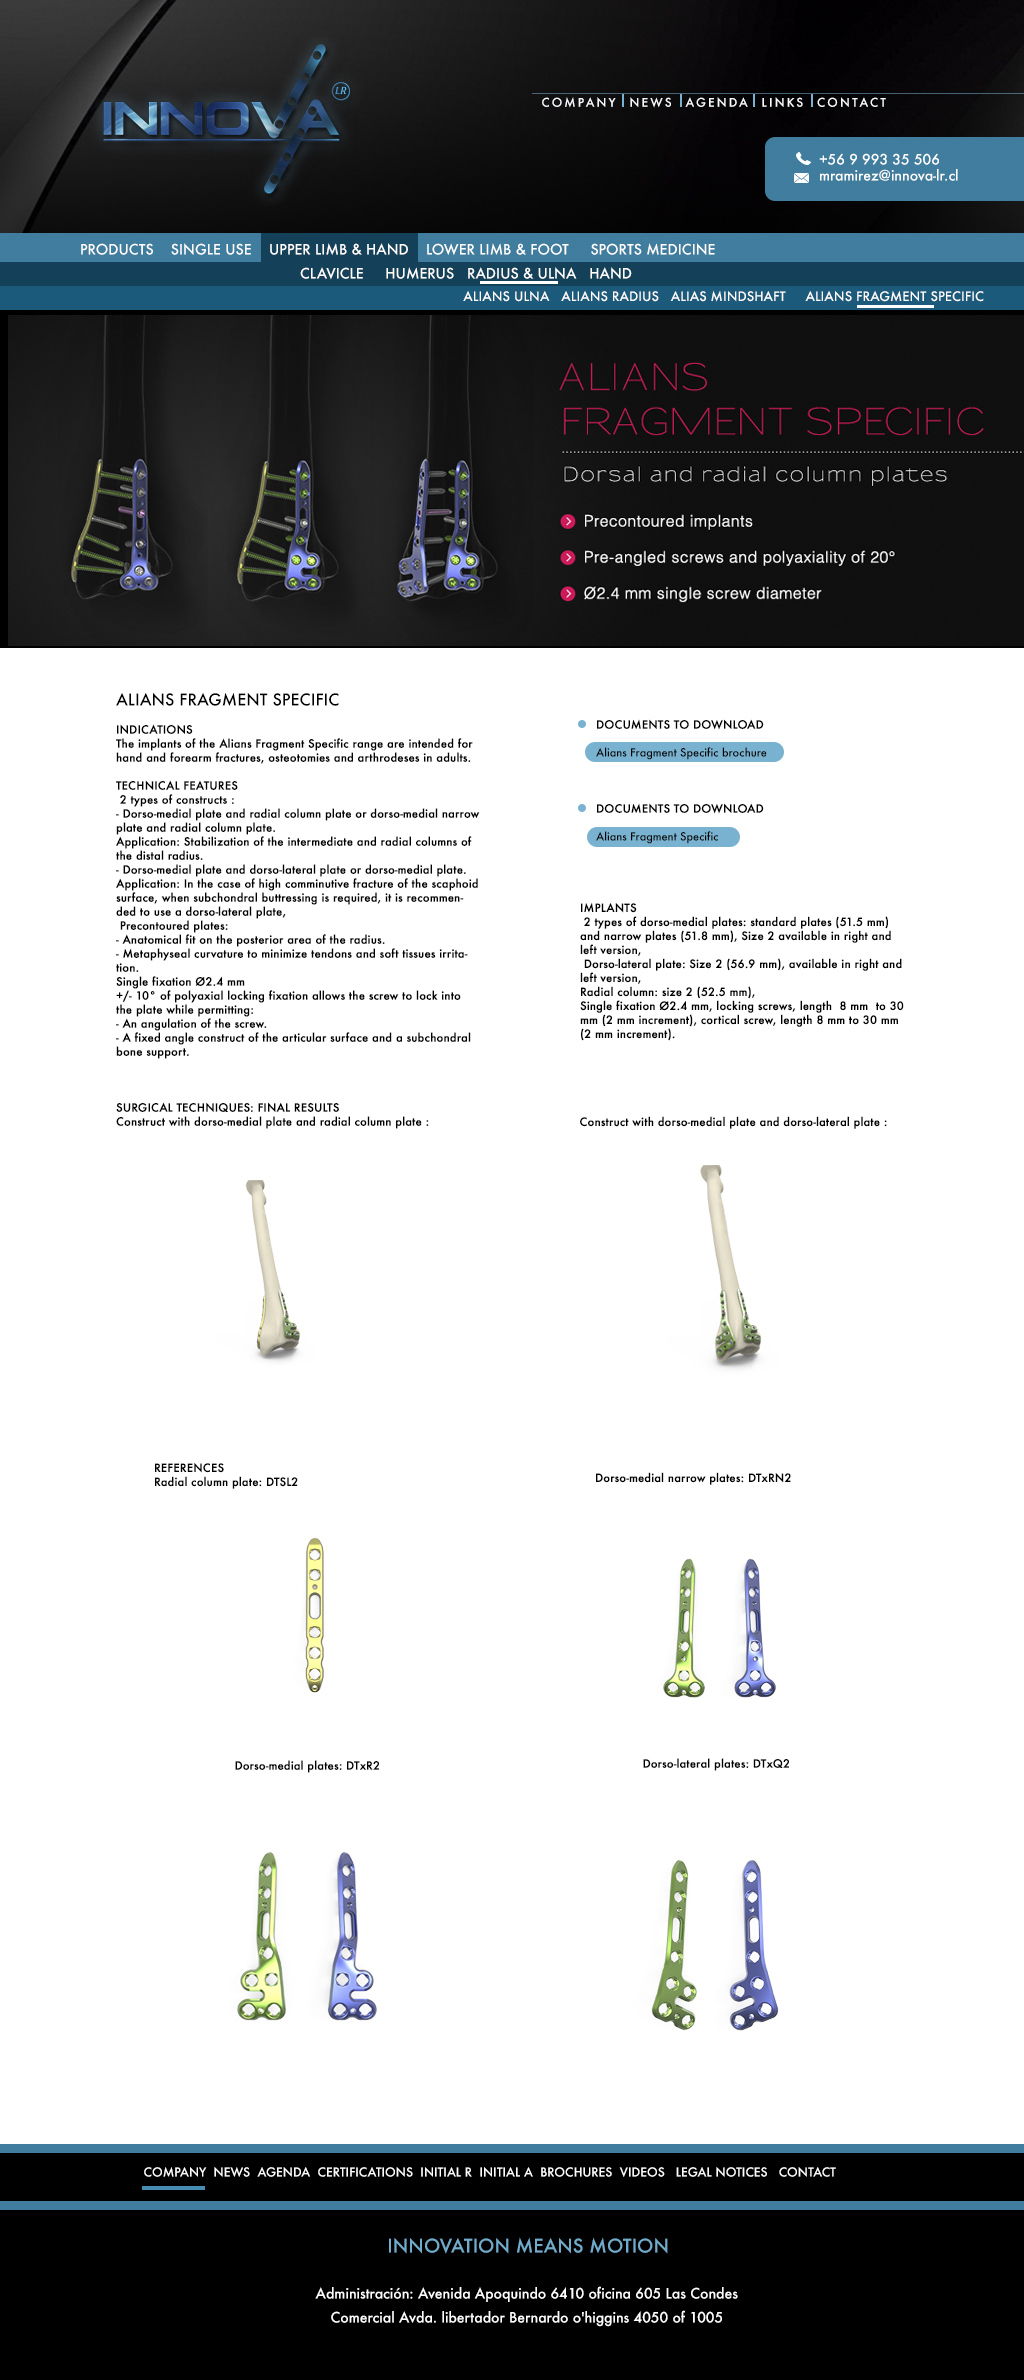 INNOVA LR
COMPANY NEWS AGENDA LINKS CONTACT
+56 9 993 35 506
mramirez@innova-lr.cl
PRODUCTS SINGLE USE UPPER LIMB & HAND LOWER LIMB & FOOT SPORTS MEDICINE
CLAVICLE HUMERUS RADIUS & ULNA HAND
ALIANS ULNA ALIANS RADIUS ALIAS MINDSHAFT ALIANS FRAGMENT SPECIFIC
ALIANS
FRAGMENT SPECIFIC
Dorsal and radial column plates
Precontoured implants
Pre-angled screws and polyaxiality of 20°
Ø2.4 mm single screw diameter
ALIANS FRAGMENT SPECIFIC
INDICATIONS
The implants of the Alians Fragment Specific range are intended for
hand and forearm fractures, osteotomies and arthrodeses in adults.
TECHNICAL FEATURES
2 types of constructs :
- Dorso-medial plate and radial column plate or dorso-medial narrow
plate and radial column plate.
Application: Stabilization of the intermediate and radial columns of
the distal radius.
- Dorso-medial plate and dorso-lateral plate or dorso-medial plate.
Application: In the case of high comminutive fracture of the scaphoid
surface, when subchondral buttressing is required, it is recommen-
ded to use a dorso-lateral plate,
Precontoured plates:
- Anatomical fit on the posterior area of the radius.
- Metaphyseal curvature to minimize tendons and soft tissues irrita-
tion.
Single fixation Ø2.4 mm
+/- 10° of polyaxial locking fixation allows the screw to lock into
the plate while permitting:
- An angulation of the screw.
- A fixed angle construct of the articular surface and a subchondral
bone support.
DOCUMENTS TO DOWNLOAD
Alians Fragment Specific brochure
DOCUMENTS TO DOWNLOAD
Alians Fragment Specific
IMPLANTS
2 types of dorso-medial plates: standard plates (51.5 mm)
and narrow plates (51.8 mm), Size 2 available in right and
left version,
Dorso-lateral plate: Size 2 (56.9 mm), available in right and
left version,
Radial column: size 2 (52.5 mm),
Single fixation Ø2.4 mm, locking screws, length 8 mm to 30
mm (2 mm increment), cortical screw, length 8 mm to 30 mm
(2 mm increment).
SURGICAL TECHNIQUES: FINAL RESULTS
Construct with dorso-medial plate and radial column plate :
Construct with dorso-medial plate and dorso-lateral plate :
REFERENCES
Radial column plate: DTSL2
Dorso-medial narrow plates: DTxRN2
Dorso-medial plates: DTxR2
Dorso-lateral plates: DTxQ2
COMPANY NEWS AGENDA CERTIFICATIONS INITIAL R INITIAL A BROCHURES VIDEOS LEGAL NOTICES CONTACT
INNOVATION MEANS MOTION
Administración: Avenida Apoquindo 6410 oficina 605 Las Condes
Comercial Avda. libertador Bernardo o'higgins 4050 of 1005